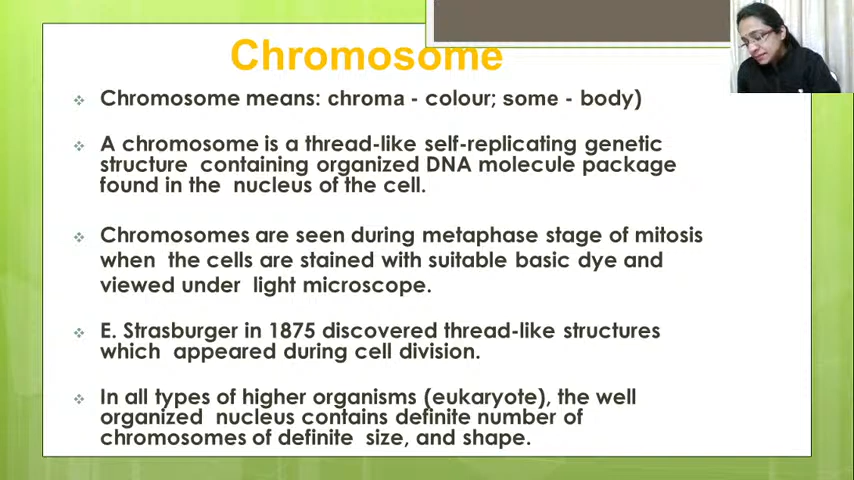 Chromosome
Chromosome means: chroma - colour; some - body)
A chromosome is a thread-like self-replicating genetic
structure containing organized DNA molecule package
found in the nucleus of the cell.
Chromosomes are seen during metaphase stage of mitosis
when the cells are stained with suitable basic dye and
viewed under light microscope.
E. Strasburger in 1875 discovered thread-like structures
which appeared during cell division.
In all types of higher organisms (eukaryote), the well
organized nucleus contains definite number of
chromosomes of definite size, and shape.